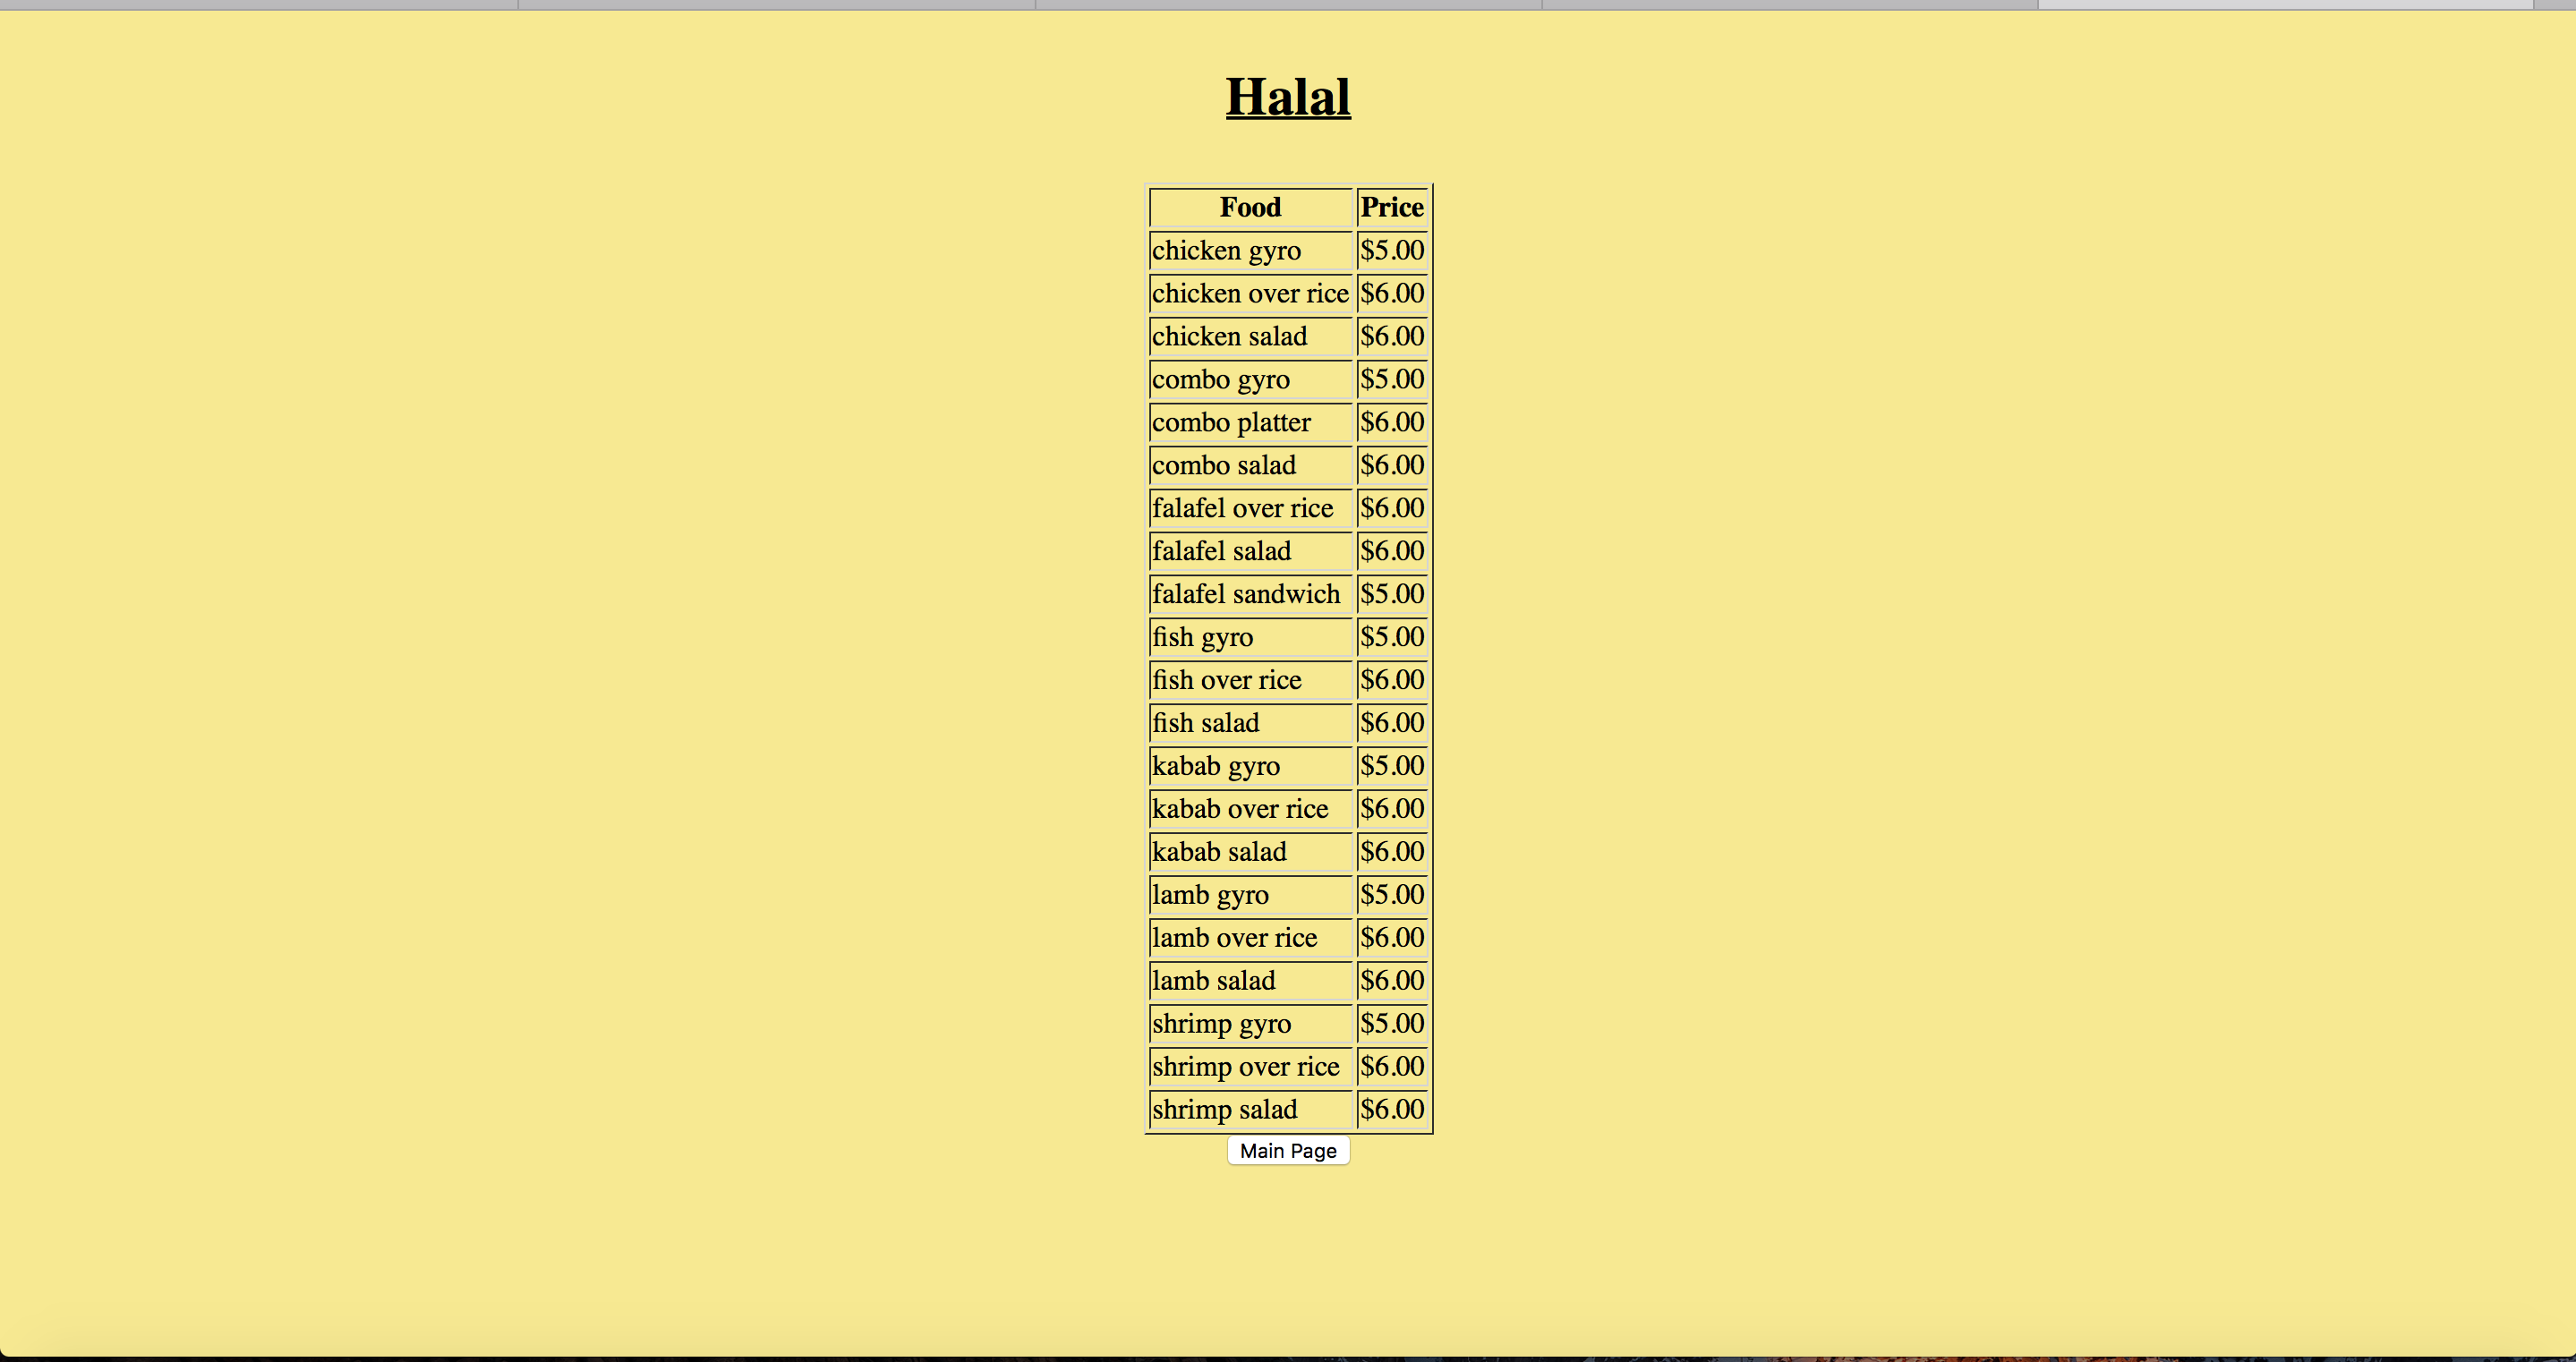 Halal
Food Price
chicken gyro $5.00
chicken over rice $6.00
chicken salad $6.00
combo gyro $5.00
combo platter $6.00
combo salad $6.00
falafel over rice $6.00
falafel salad $6.00
falafel sandwich $5.00
fish gyro $5.00
fish over rice $6.00
fish salad $6.00
kabab gyro $5.00
kabab over rice $6.00
kabab salad $6.00
lamb gyro $5.00
lamb over rice $6.00
lamb salad $6.00
shrimp gyro $5.00
shrimp over rice $6.00
shrimp salad $6.00
Main Page